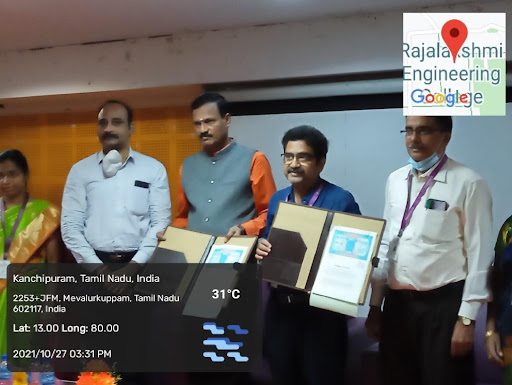 Rajalakshmi
Engineering
College
Google
Kanchipuram, Tamil Nadu, India
2253+JFM, Mevalurkuppam, Tamil Nadu
602117, India
31°C
Lat: 13.00 Long: 80.00
2021/10/27 03:31 PM